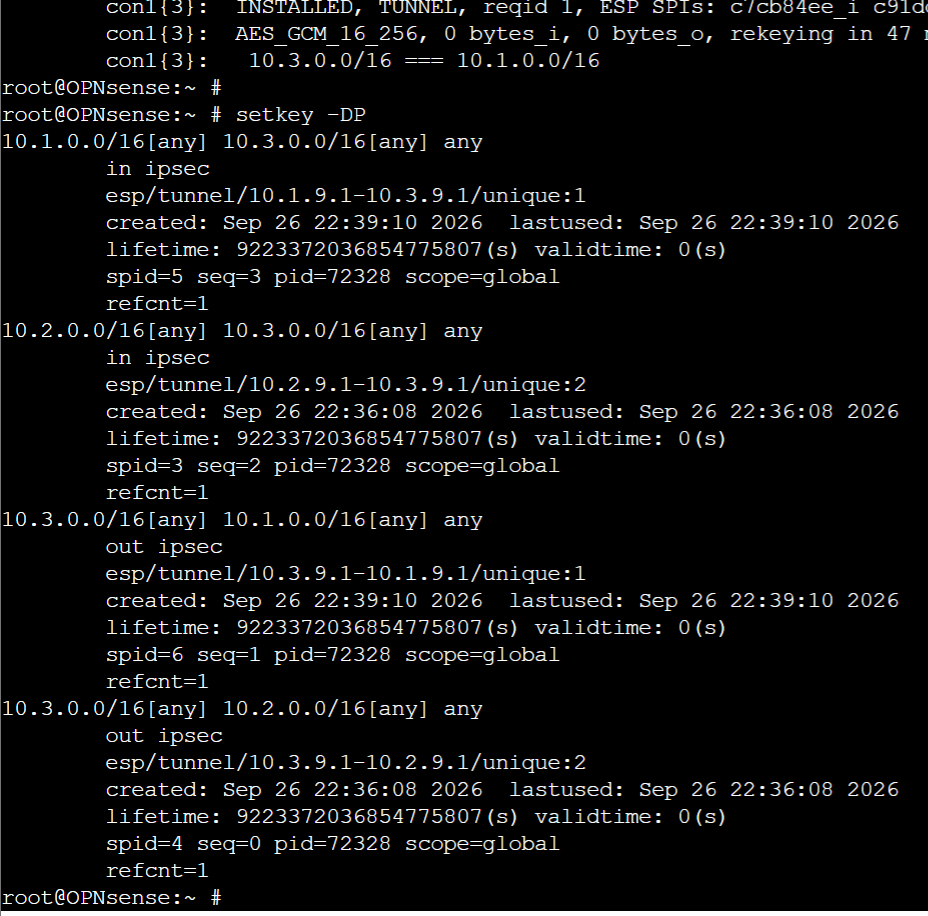 con1{3}:  INSTALLED, TUNNEL, reqid 1, ESP SPIs: c7cb84ee_i
con1{3}:  AES_GCM_16_256, 0 bytes_i, 0 bytes_o, rekeying in 47
con1{3}:   10.3.0.0/16 === 10.1.0.0/16
root@OPNsense:~ #
root@OPNsense:~ # setkey -DP
10.1.0.0/16[any] 10.3.0.0/16[any] any
in ipsec
esp/tunnel/10.1.9.1-10.3.9.1/unique:1
created: Sep 26 22:39:10 2026  lastused: Sep 26 22:39:10 2026
lifetime: 9223372036854775807(s) validtime: 0(s)
spid=5 seq=3 pid=72328 scope=global
refcnt=1
10.2.0.0/16[any] 10.3.0.0/16[any] any
in ipsec
esp/tunnel/10.2.9.1-10.3.9.1/unique:2
created: Sep 26 22:36:08 2026  lastused: Sep 26 22:36:08 2026
lifetime: 9223372036854775807(s) validtime: 0(s)
spid=3 seq=2 pid=72328 scope=global
refcnt=1
10.3.0.0/16[any] 10.1.0.0/16[any] any
out ipsec
esp/tunnel/10.3.9.1-10.1.9.1/unique:1
created: Sep 26 22:39:10 2026  lastused: Sep 26 22:39:10 2026
lifetime: 9223372036854775807(s) validtime: 0(s)
spid=6 seq=1 pid=72328 scope=global
refcnt=1
10.3.0.0/16[any] 10.2.0.0/16[any] any
out ipsec
esp/tunnel/10.3.9.1-10.2.9.1/unique:2
created: Sep 26 22:36:08 2026  lastused: Sep 26 22:36:08 2026
lifetime: 9223372036854775807(s) validtime: 0(s)
spid=4 seq=0 pid=72328 scope=global
refcnt=1
root@OPNsense:~ #